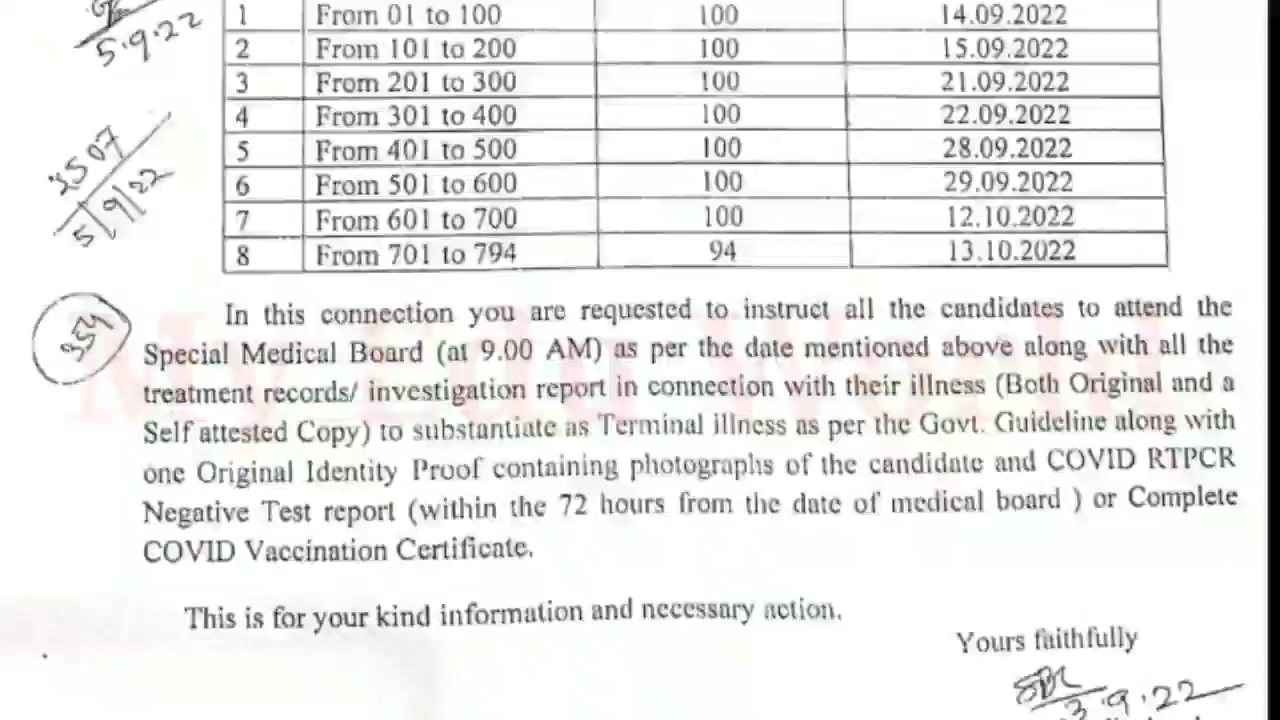 5.9.22
1 From 01 to 100 100 14.09.2022
2 From 101 to 200 100 15.09.2022
3 From 201 to 300 100 21.09.2022
4 From 301 to 400 100 22.09.2022
5 From 401 to 500 100 28.09.2022
6 From 501 to 600 100 29.09.2022
7 From 601 to 700 100 12.10.2022
8 From 701 to 794 94 13.10.2022
2507
5/9/22
354
In this connection you are requested to instruct all the candidates to attend the
Special Medical Board (at 9.00 AM) as per the date mentioned above along with all the
treatment records/ investigation report in connection with their illness (Both Original and a
Self attested Copy) to substantiate as Terminal illness as per the Govt. Guideline along with
one Original Identity Proof containing photographs of the candidate and COVID RTPCR
Negative Test report (within the 72 hours from the date of medical board ) or Complete
COVID Vaccination Certificate.
My Edu World
This is for your kind information and necessary action.
Yours faithfully
3.9.22